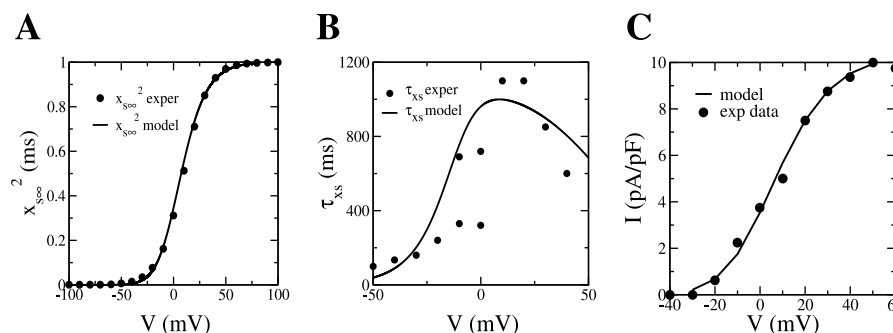 A
x_s∞^2 (ms)
1
0.8
0.6
0.4
0.2
0
x_s∞^2 exper
x_s∞^2 model
-100
-50
0
50
100
V (mV)
B
τ_xs (ms)
1200
800
400
0
τ_xs exper
τ_xs model
-50
0
50
V (mV)
C
I (pA/pF)
10
8
6
4
2
0
model
exp data
-40
-20
0
20
40
V (mV)